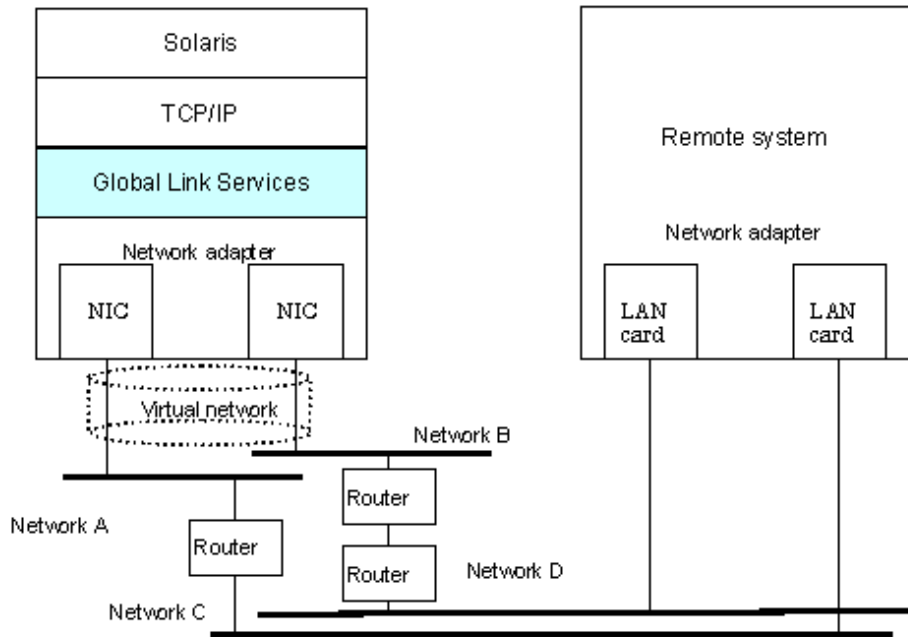 Solaris
TCP/IP
Global Link Services
Network adapter
NIC
NIC
Virtual network
Remote system
Network adapter
LAN
card
LAN
card
Network B
Router
Network A
Router
Router
Network D
Network C